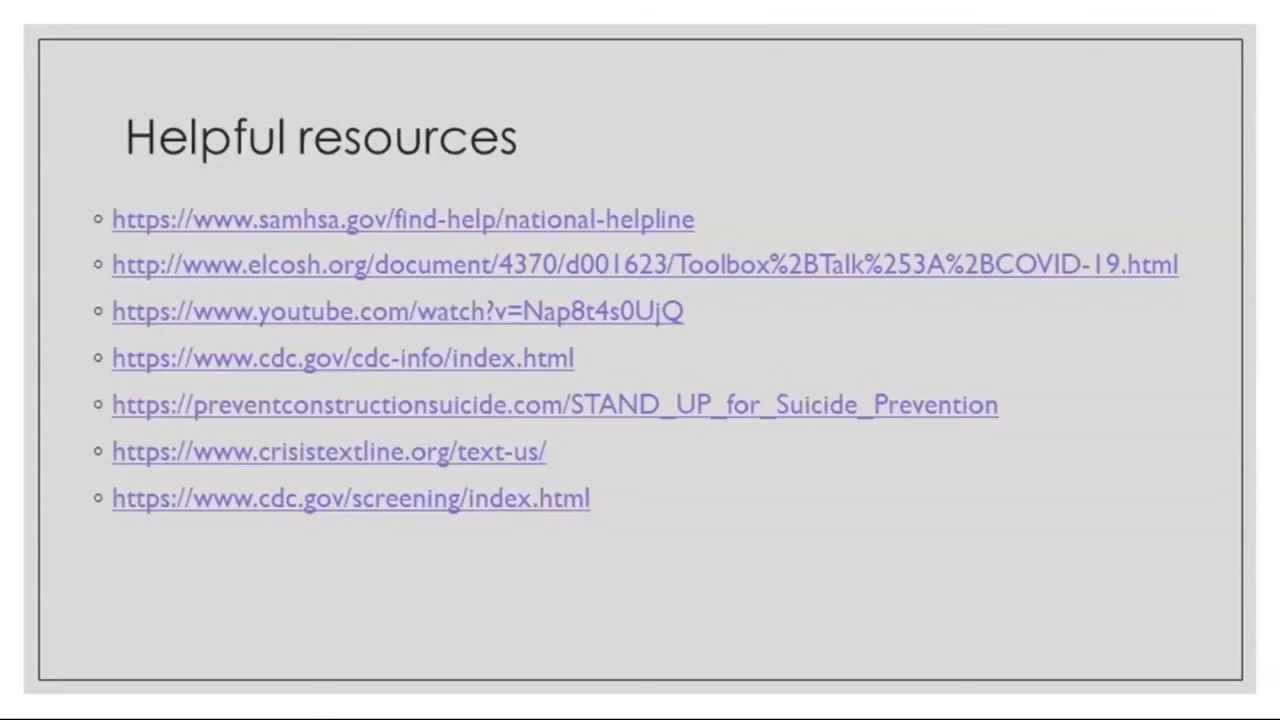 Helpful resources
https://www.samhsa.gov/find-help/national-helpline
http://www.elcosh.org/document/4370/d001623/Toolbox%2BTalk%253A%2BCOVID-19.html
https://www.youtube.com/watch?v=Nap8t4s0UjQ
https://www.cdc.gov/cdc-info/index.html
https://preventconstructionsuicide.com/STAND_UP_for_Suicide_Prevention
https://www.crisistextline.org/text-us/
https://www.cdc.gov/screening/index.html